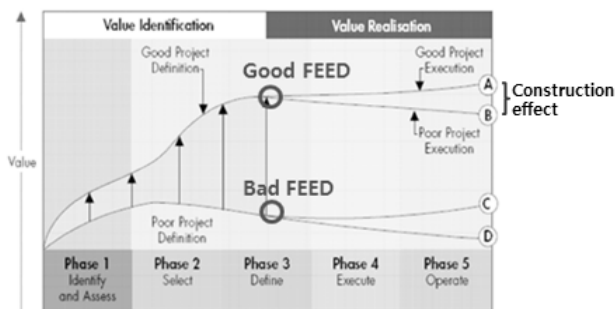 Value Identification
Value Realisation
Good Project
Definition
Good FEED
Good Project
Execution
A
B
Construction
effect
Poor Project
Execution
Value
Bad FEED
Poor Project
Definition
C
D
Phase 1
Identify
and Assess
Phase 2
Select
Phase 3
Define
Phase 4
Execute
Phase 5
Operate